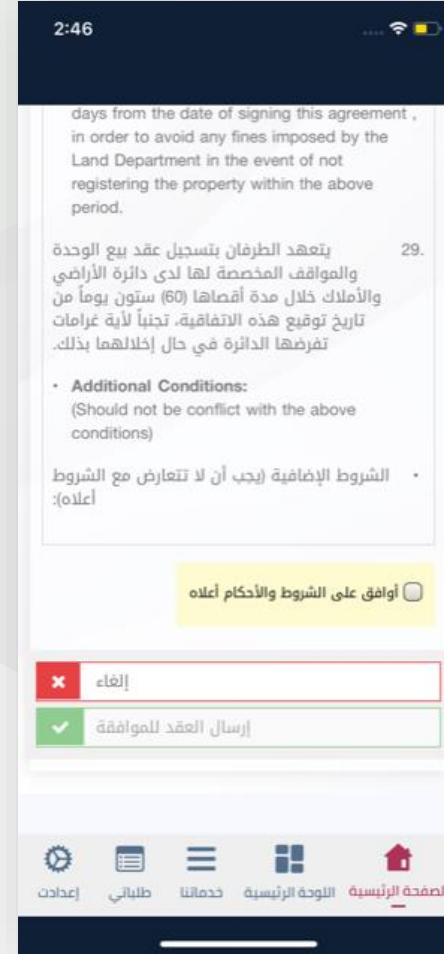 2:46
days from the date of signing this agreement ,
in order to avoid any fines imposed by the
Land Department in the event of not
registering the property within the above
period.
29. يتعهد الطرفان بتسجيل عقد بيع الوحدة
والمواقف المخصصة لها لدى دائرة الأراضي
والأملاك خلال مدة أقصاها (60) ستون يوماً من
تاريخ توقيع هذه الاتفاقية، تجنباً لأية غرامات
تفرضها الدائرة في حال إخلالهما بذلك.
• Additional Conditions:
(Should not be conflict with the above
conditions)
• الشروط الإضافية (يجب أن لا تتعارض مع الشروط
أعلاه):
أوافق على الشروط والأحكام أعلاه
إلغاء
إرسال العقد للموافقة
الصفحة الرئيسية اللوحة الرئيسية خدماتنا طلباتي إعدادت